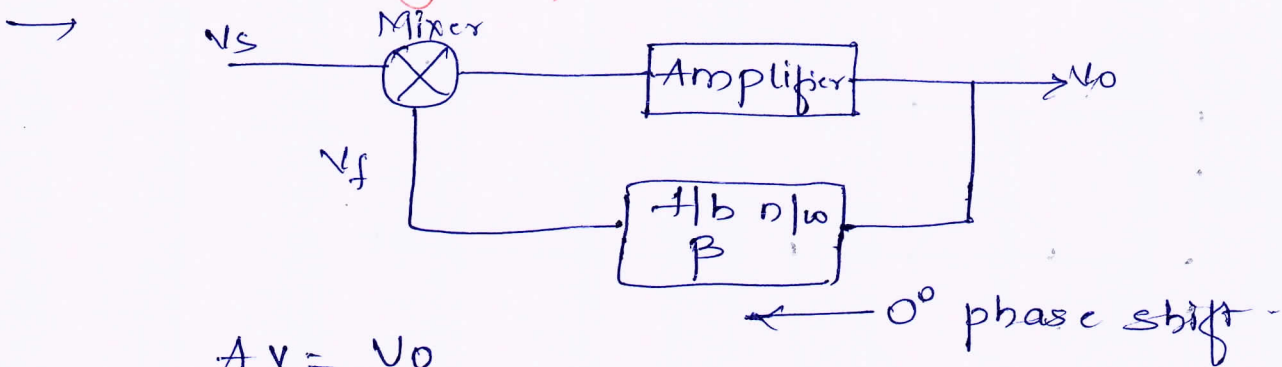 Mixer
Vs
Amplifier
Vo
Vf
f/b n/w
β
0° phase shift -
AV = Vo